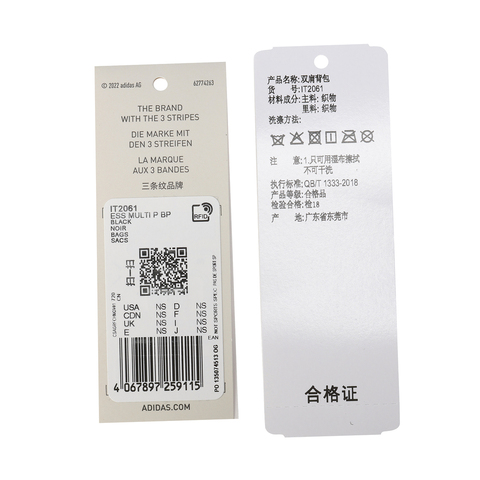 © 2022 adidas AG
62774263
THE BRAND
WITH THE 3 STRIPES
DIE MARKE MIT
DEN 3 STREIFEN
LA MARQUE
AUX 3 BANDES
三条纹品牌
IT2061
ESS MULTI P BP
BLACK
NOIR
BAGS
SACS
RFID
USA NS D NS
CDN NS F NS
UK NS I NS
E NS J NS
EAN
PO 135074513 OG
4 067897 259115
ADIDAS.COM
产品名称:双肩背包
货 号:IT2061
材料成分:主料: 织物
里料: 织物
洗涤方法:
注 意:1.只可用湿布擦拭
不可干洗
执行标准:QB/T 1333-2018
产品等级:合格品
检验合格:检18
产 地:广东省东莞市
合格证